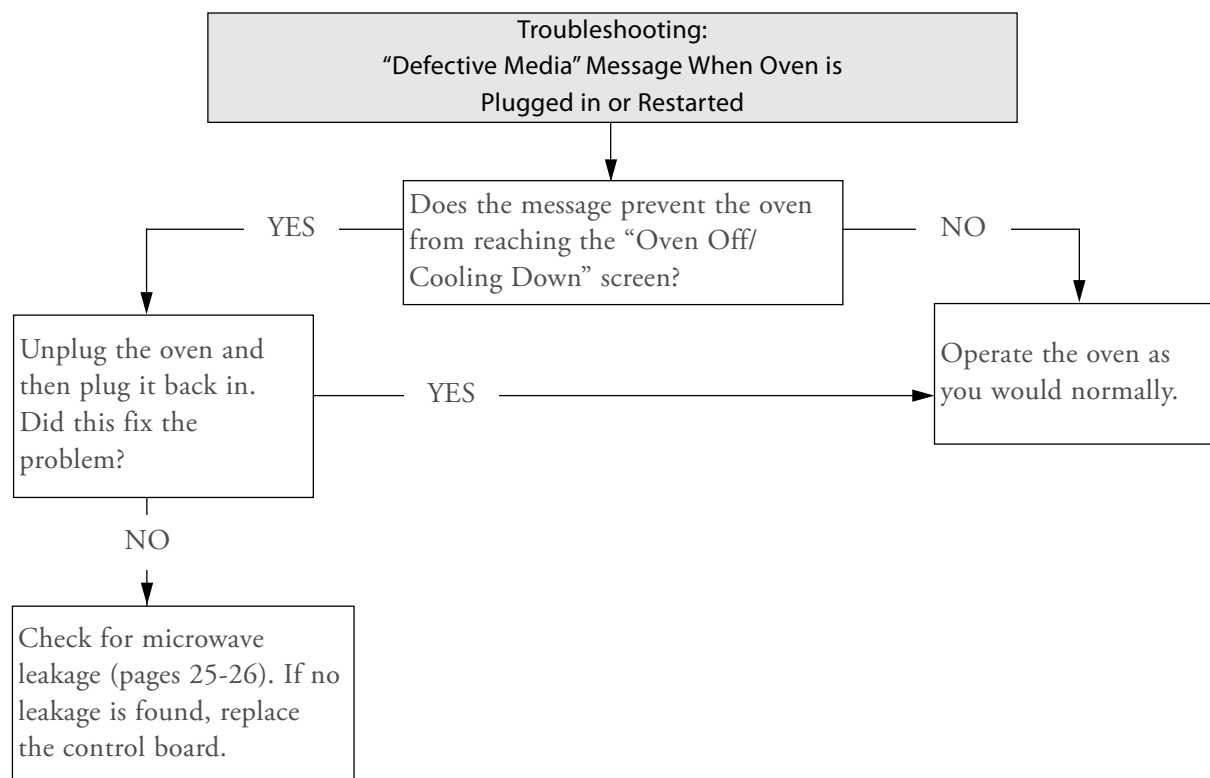 Troubleshooting:
“Defective Media” Message When Oven is
Plugged in or Restarted
Does the message prevent the oven
from reaching the “Oven Off/
Cooling Down” screen?
YES
NO
Unplug the oven and
then plug it back in.
Did this fix the
problem?
YES
Operate the oven as
you would normally.
NO
Check for microwave
leakage (pages 25-26). If no
leakage is found, replace
the control board.